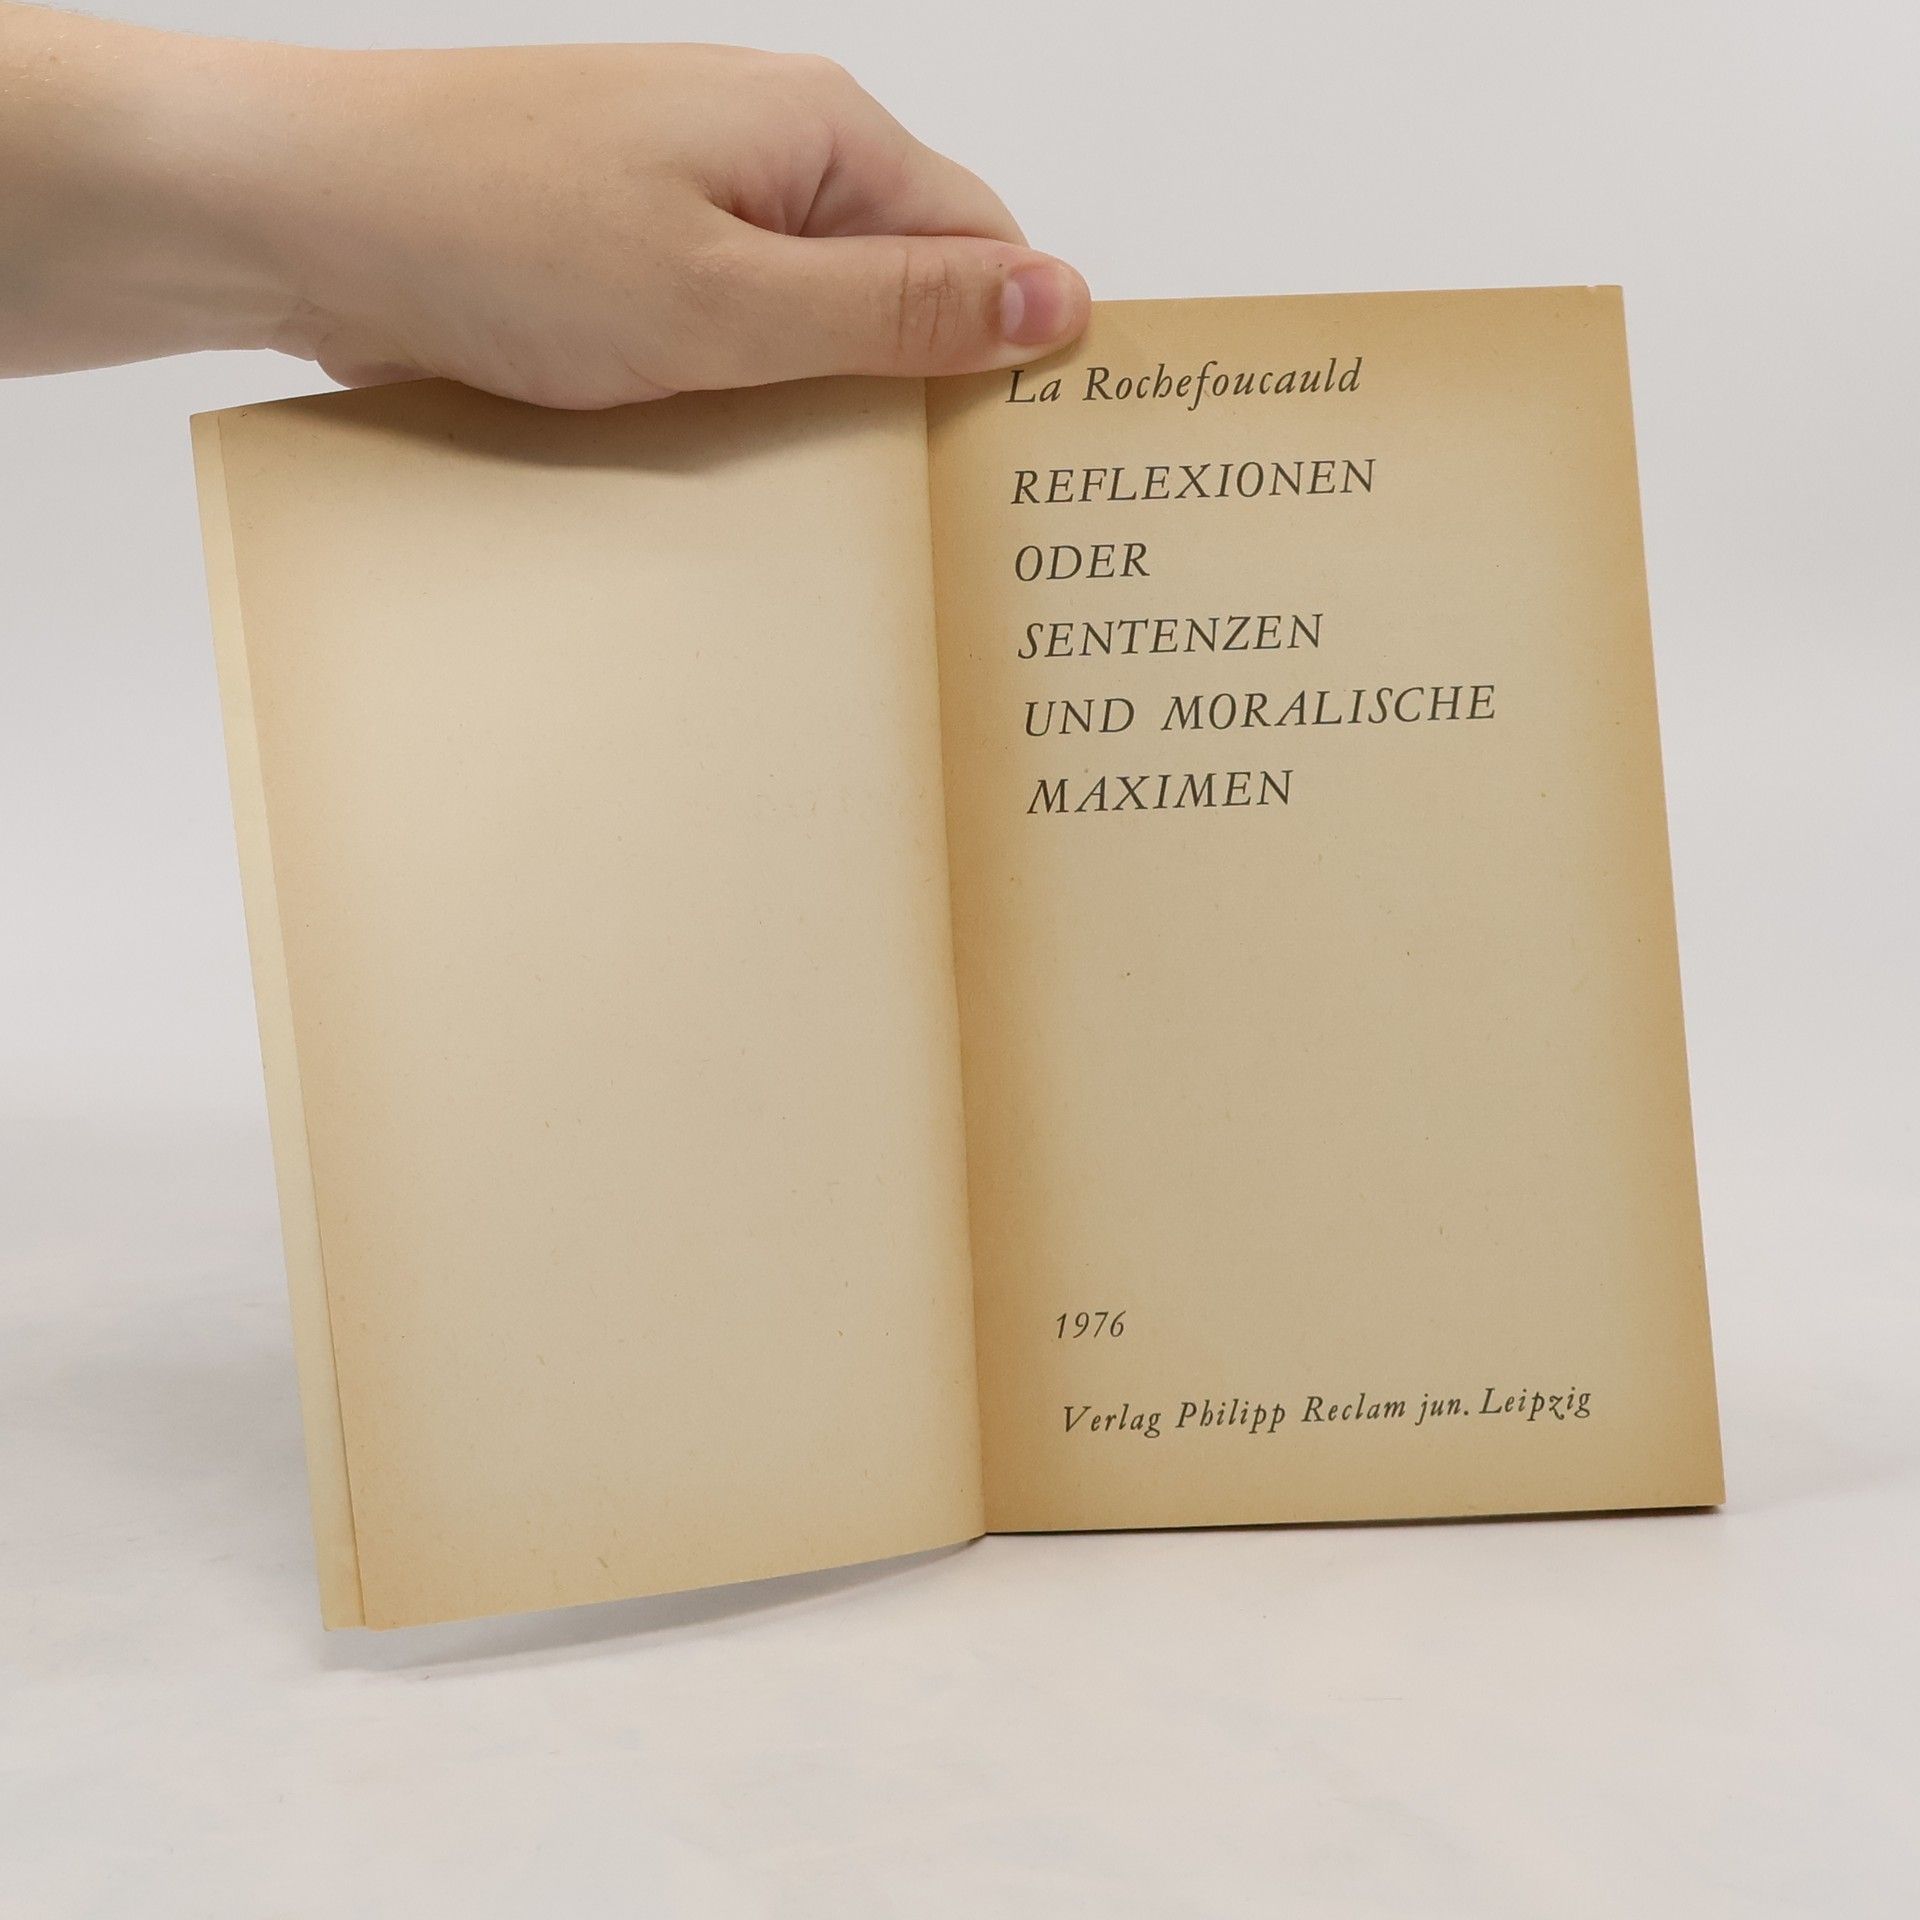 La Rochefoucauld
REFLEXIONEN
ODER
SENTENZEN
UND MORALISCHE
MAXIMEN
1976
Verlag Philipp Reclam jun. Leipzig